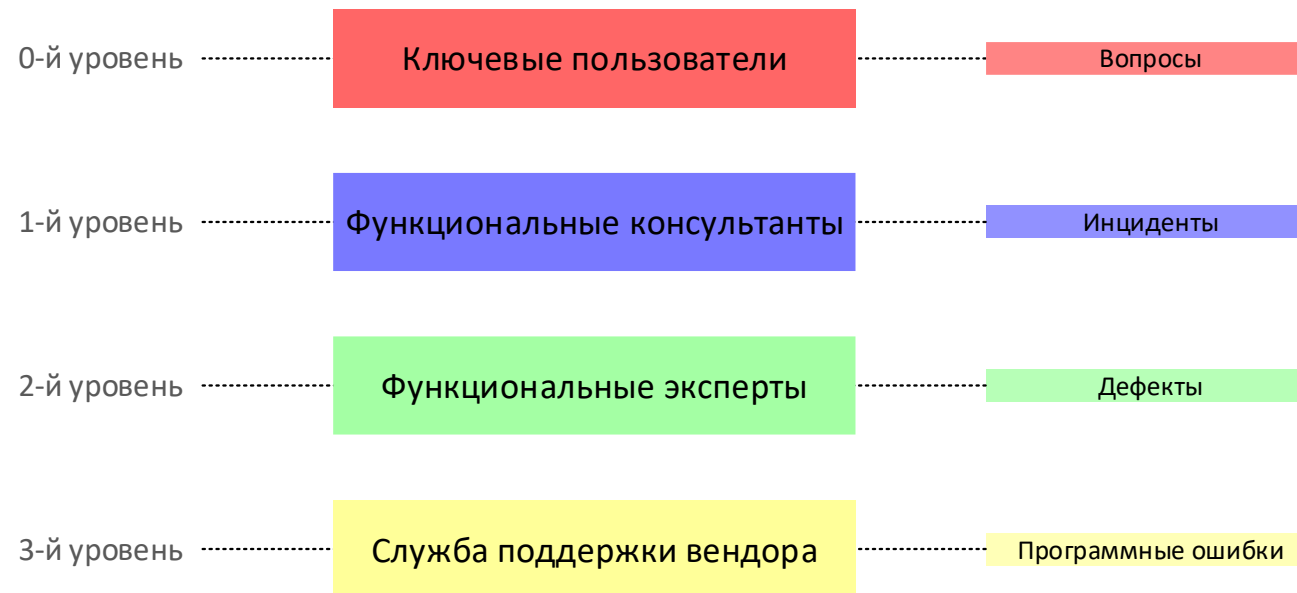 0-й уровень
Ключевые пользователи
Вопросы
1-й уровень
Функциональные консультанты
Инциденты
2-й уровень
Функциональные эксперты
Дефекты
3-й уровень
Служба поддержки вендора
Программные ошибки